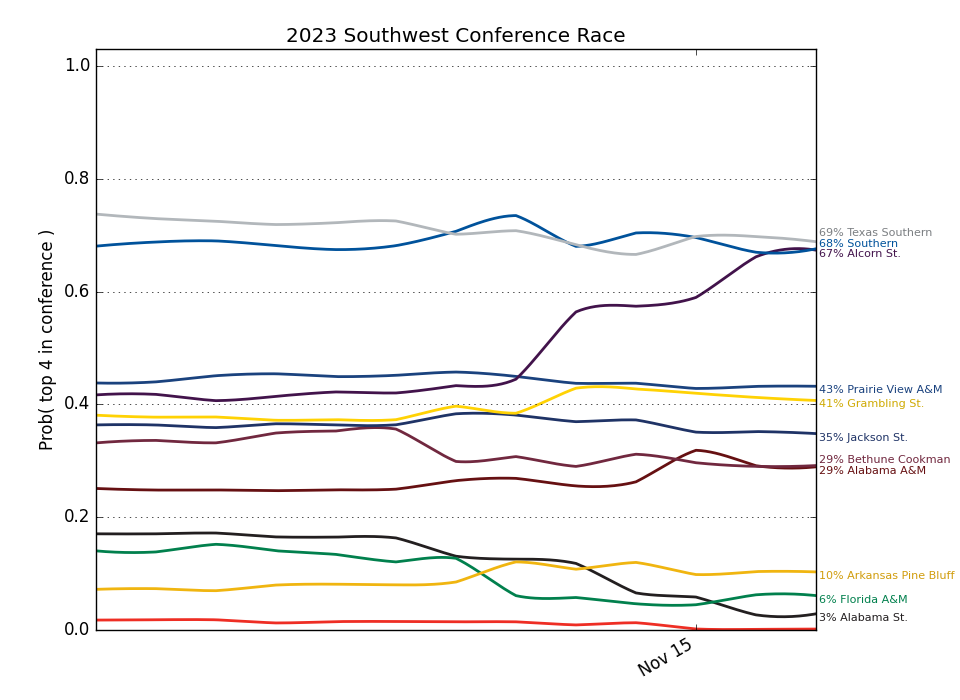 2023 Southwest Conference Race
1.0
0.8
0.6
0.4
0.2
0.0
Prob( top 4 in conference )
Nov 15
69% Texas Southern
68% Southern
67% Alcorn St.
43% Prairie View A&M
41% Grambling St.
35% Jackson St.
29% Bethune Cookman
29% Alabama A&M
10% Arkansas Pine Bluff
6% Florida A&M
3% Alabama St.